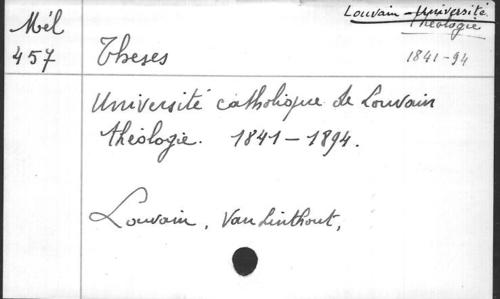 Mél
457
Louvain - Université
Théologie
Theses
1841-94
Université catholique de Louvain
théologie. 1841-1894.
Louvain, Vanlinthout,